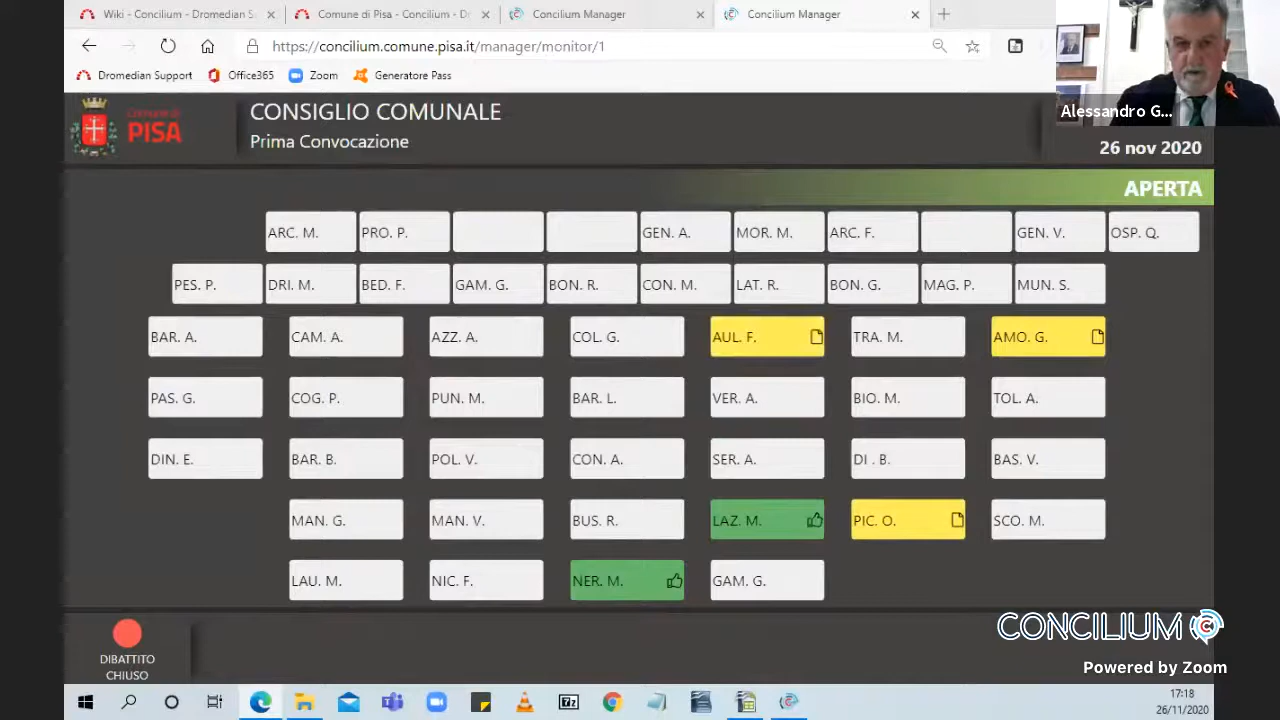 Wiki - Concilium - Dromedian S
Comune di Pisa - Concilium - Dr
Concilium Manager
Concilium Manager
https://concilium.comune.pisa.it/manager/monitor/1
Dromedian Support
Office365
Zoom
Generatore Pass
Alessandro G...
Comune di
PISA
CONSIGLIO COMUNALE
Prima Convocazione
26 nov 2020
APERTA
ARC. M.
PRO. P.
GEN. A.
MOR. M.
ARC. F.
GEN. V.
OSP. Q.
PES. P.
DRI. M.
BED. F.
GAM. G.
BON. R.
CON. M.
LAT. R.
BON. G.
MAG. P.
MUN. S.
BAR. A.
CAM. A.
AZZ. A.
COL. G.
AUL. F.
TRA. M.
AMO. G.
PAS. G.
COG. P.
PUN. M.
BAR. L.
VER. A.
BIO. M.
TOL. A.
DIN. E.
BAR. B.
POL. V.
CON. A.
SER. A.
DI . B.
BAS. V.
MAN. G.
MAN. V.
BUS. R.
LAZ. M.
PIC. O.
SCO. M.
LAU. M.
NIC. F.
NER. M.
GAM. G.
DIBATTITO
CHIUSO
CONCILIUM
Powered by Zoom
7z
17:18
26/11/2020